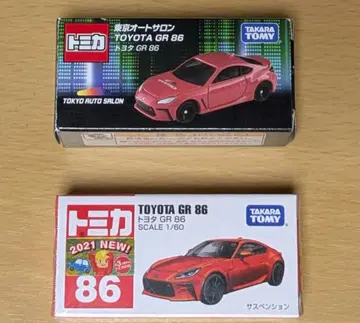 トミカ
東京オートサロン
TOYOTA GR 86
トヨタ GR 86
TAKARA TOMY
TOKYO AUTO SALON
トミカ
2021 NEW!
86
TOYOTA GR 86
トヨタ GR 86
SCALE 1/60
TAKARA TOMY
サスペンション